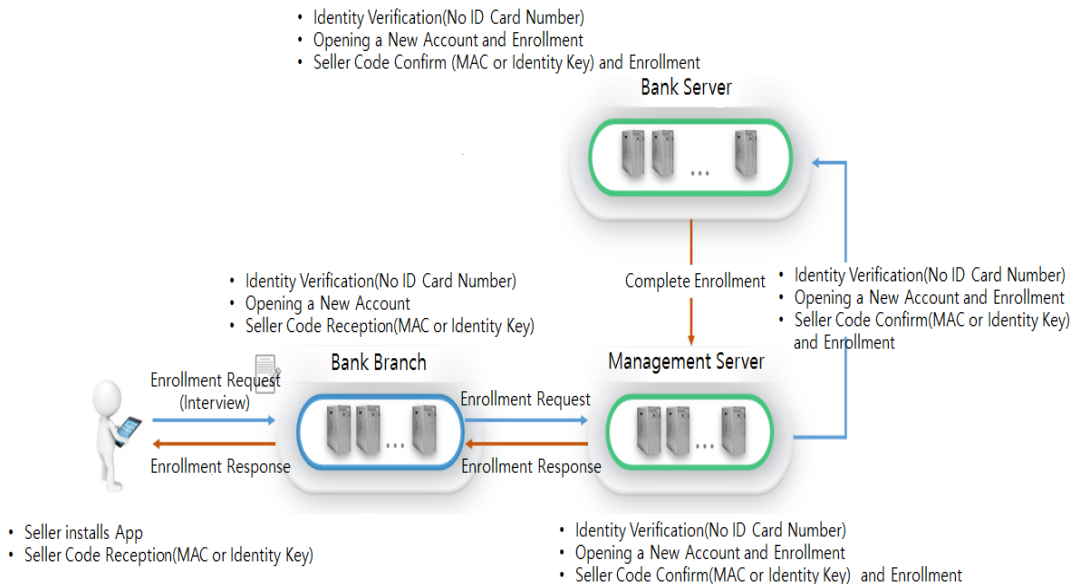 • Identity Verification(No ID Card Number)
• Opening a New Account and Enrollment
• Seller Code Confirm (MAC or Identity Key) and Enrollment
Bank Server
...
Complete Enrollment
• Identity Verification(No ID Card Number)
• Opening a New Account and Enrollment
• Seller Code Confirm(MAC or Identity Key)
and Enrollment
• Identity Verification(No ID Card Number)
• Opening a New Account
• Seller Code Reception(MAC or Identity Key)
Bank Branch
Management Server
Enrollment Request
(Interview)
Enrollment Request
...
...
Enrollment Response
Enrollment Response
• Seller installs App
• Seller Code Reception(MAC or Identity Key)
• Identity Verification(No ID Card Number)
• Opening a New Account and Enrollment
• Seller Code Confirm(MAC or Identity Key) and Enrollment